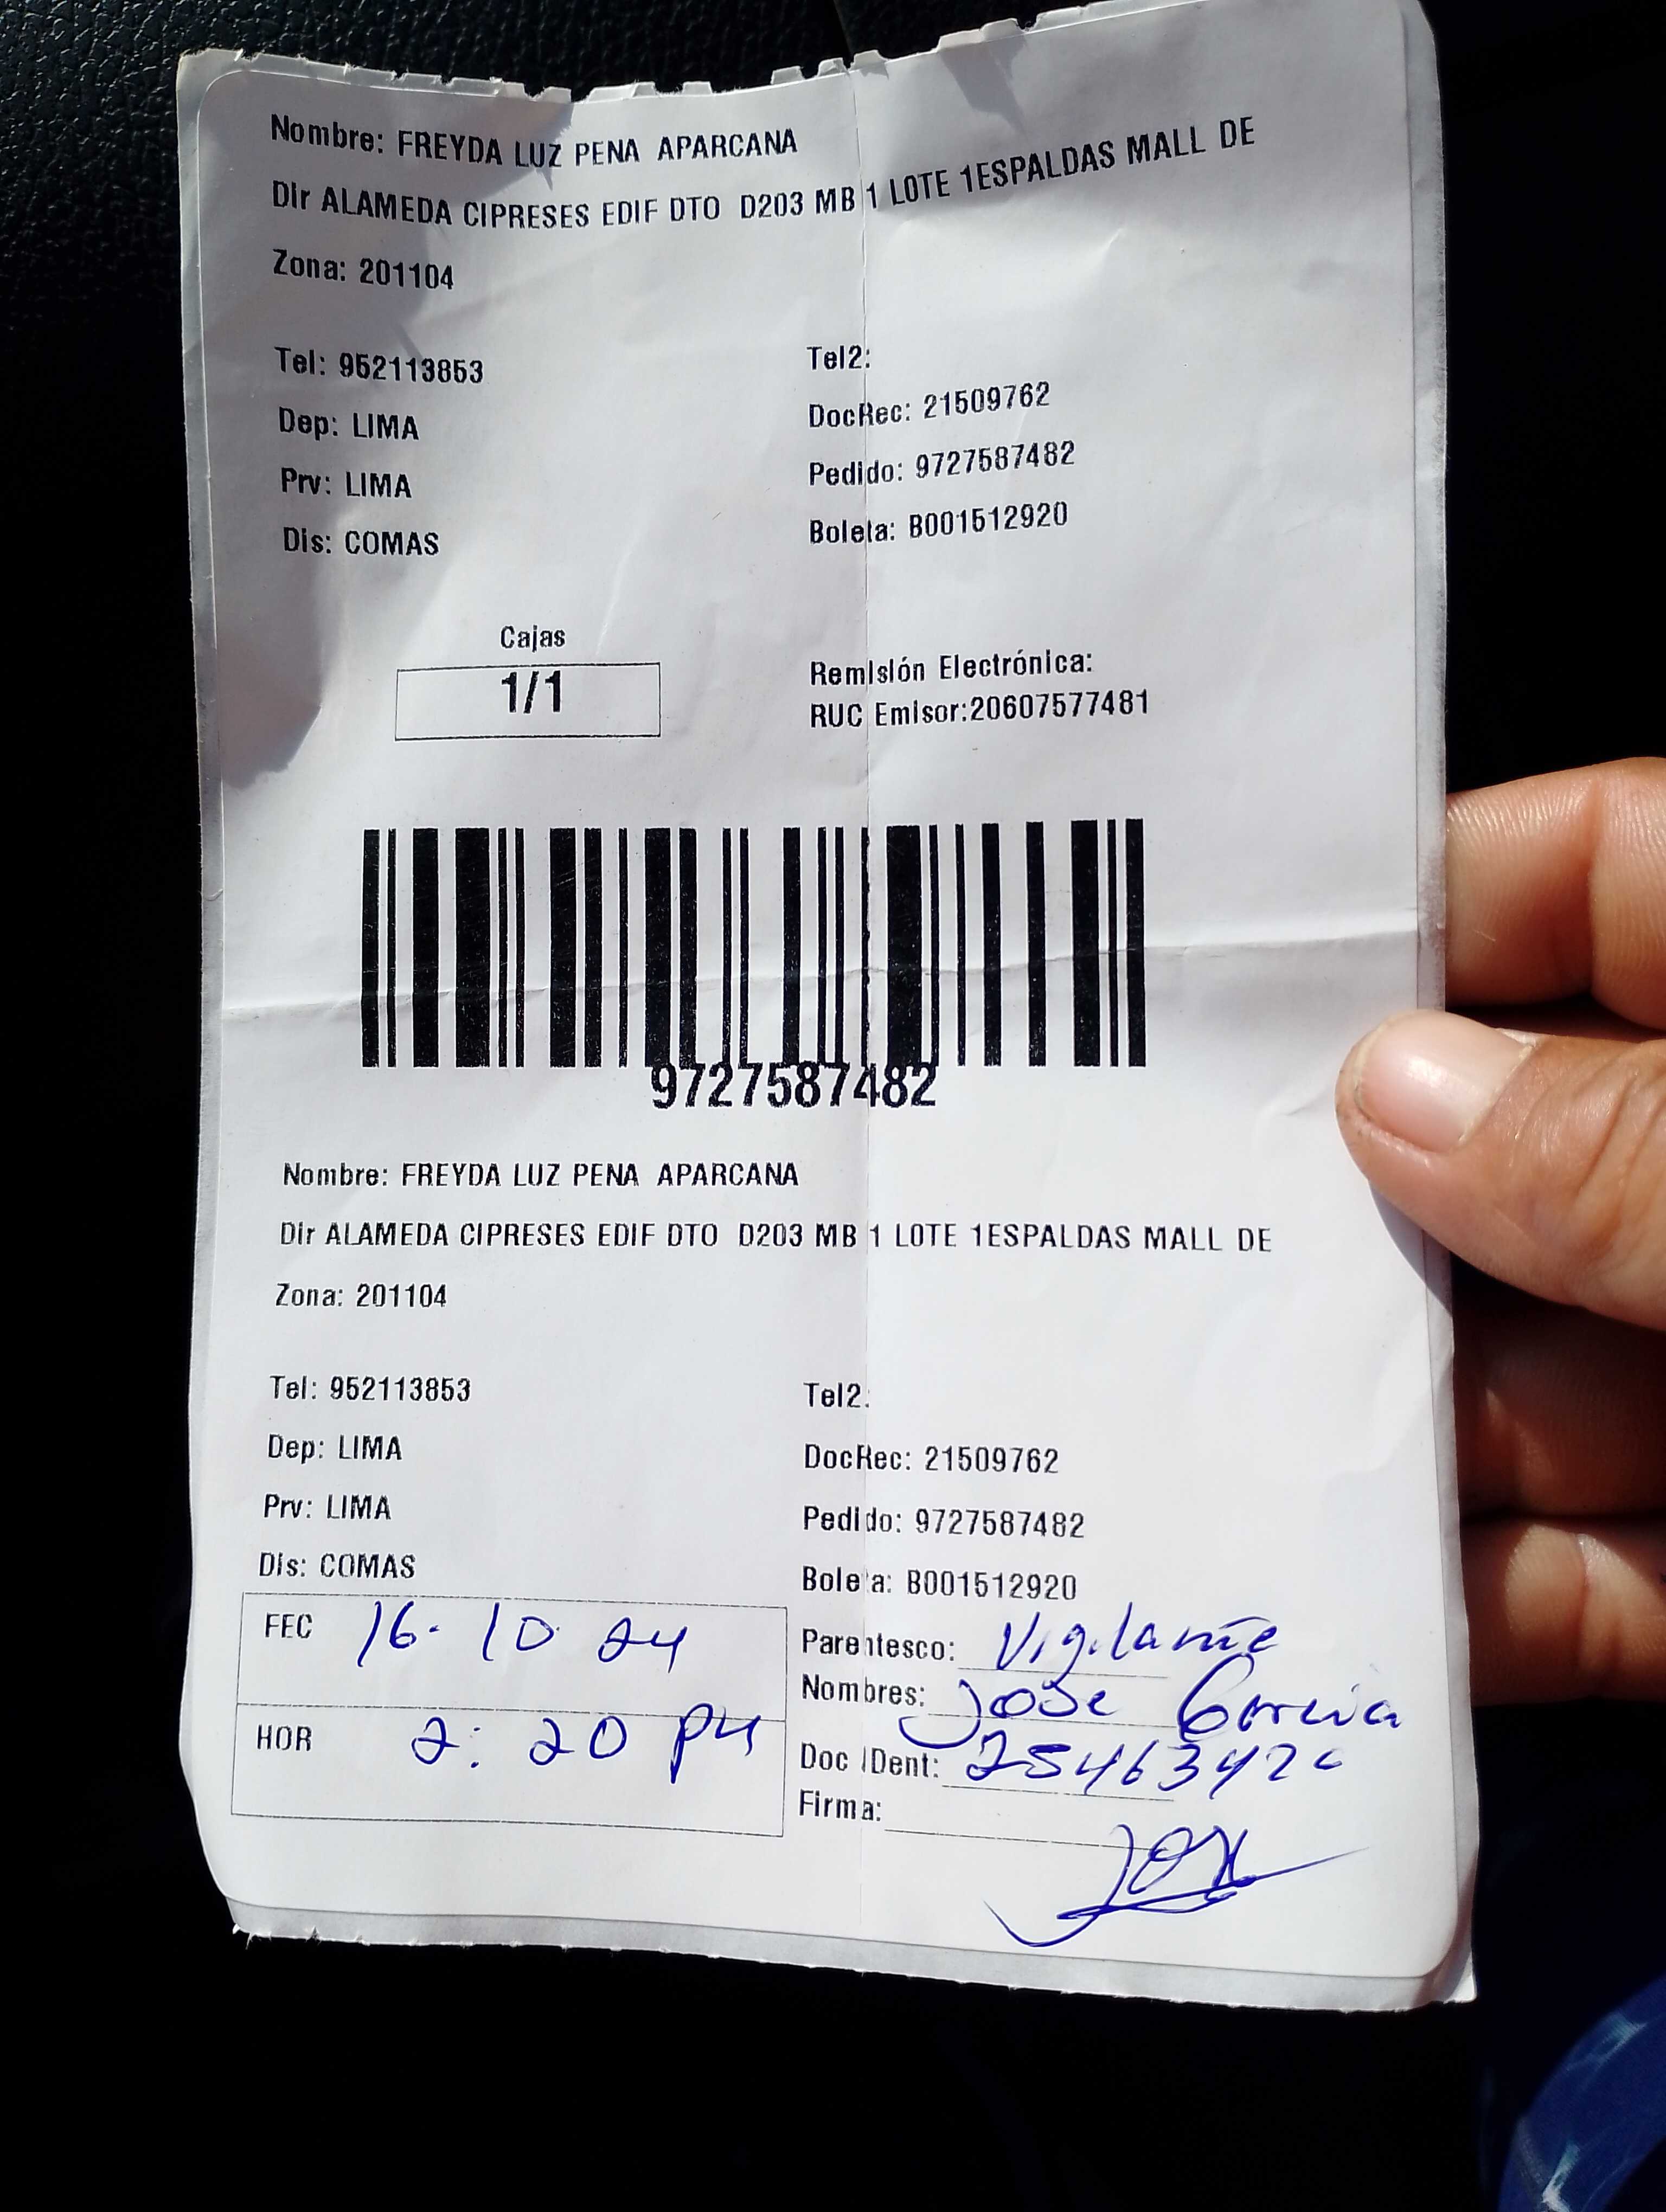 Nombre: FREYDA LUZ PENA APARCANA
Dir ALAMEDA CIPRESES EDIF DTO D203 MB 1 LOTE 1ESPALDAS MALL DE
Zona: 201104
Tel: 952113853 Tel2:
Dep: LIMA DocRec: 21509762
Prv: LIMA Pedido: 9727587482
Dis: COMAS Boleta: B001512920
Cajas
1/1
Remisión Electrónica:
RUC Emisor:20607577481
9727587482
Nombre: FREYDA LUZ PENA APARCANA
Dir ALAMEDA CIPRESES EDIF DTO D203 MB 1 LOTE 1ESPALDAS MALL DE
Zona: 201104
Tel: 952113853 Tel2:
Dep: LIMA DocRec: 21509762
Prv: LIMA Pedido: 9727587482
Dis: COMAS Boleta: B001512920
FEC 16. 10 24 Parentesco: Vigilante
Nombres: Jose
HOR 2:20 PM Doc IDent:
Firma: